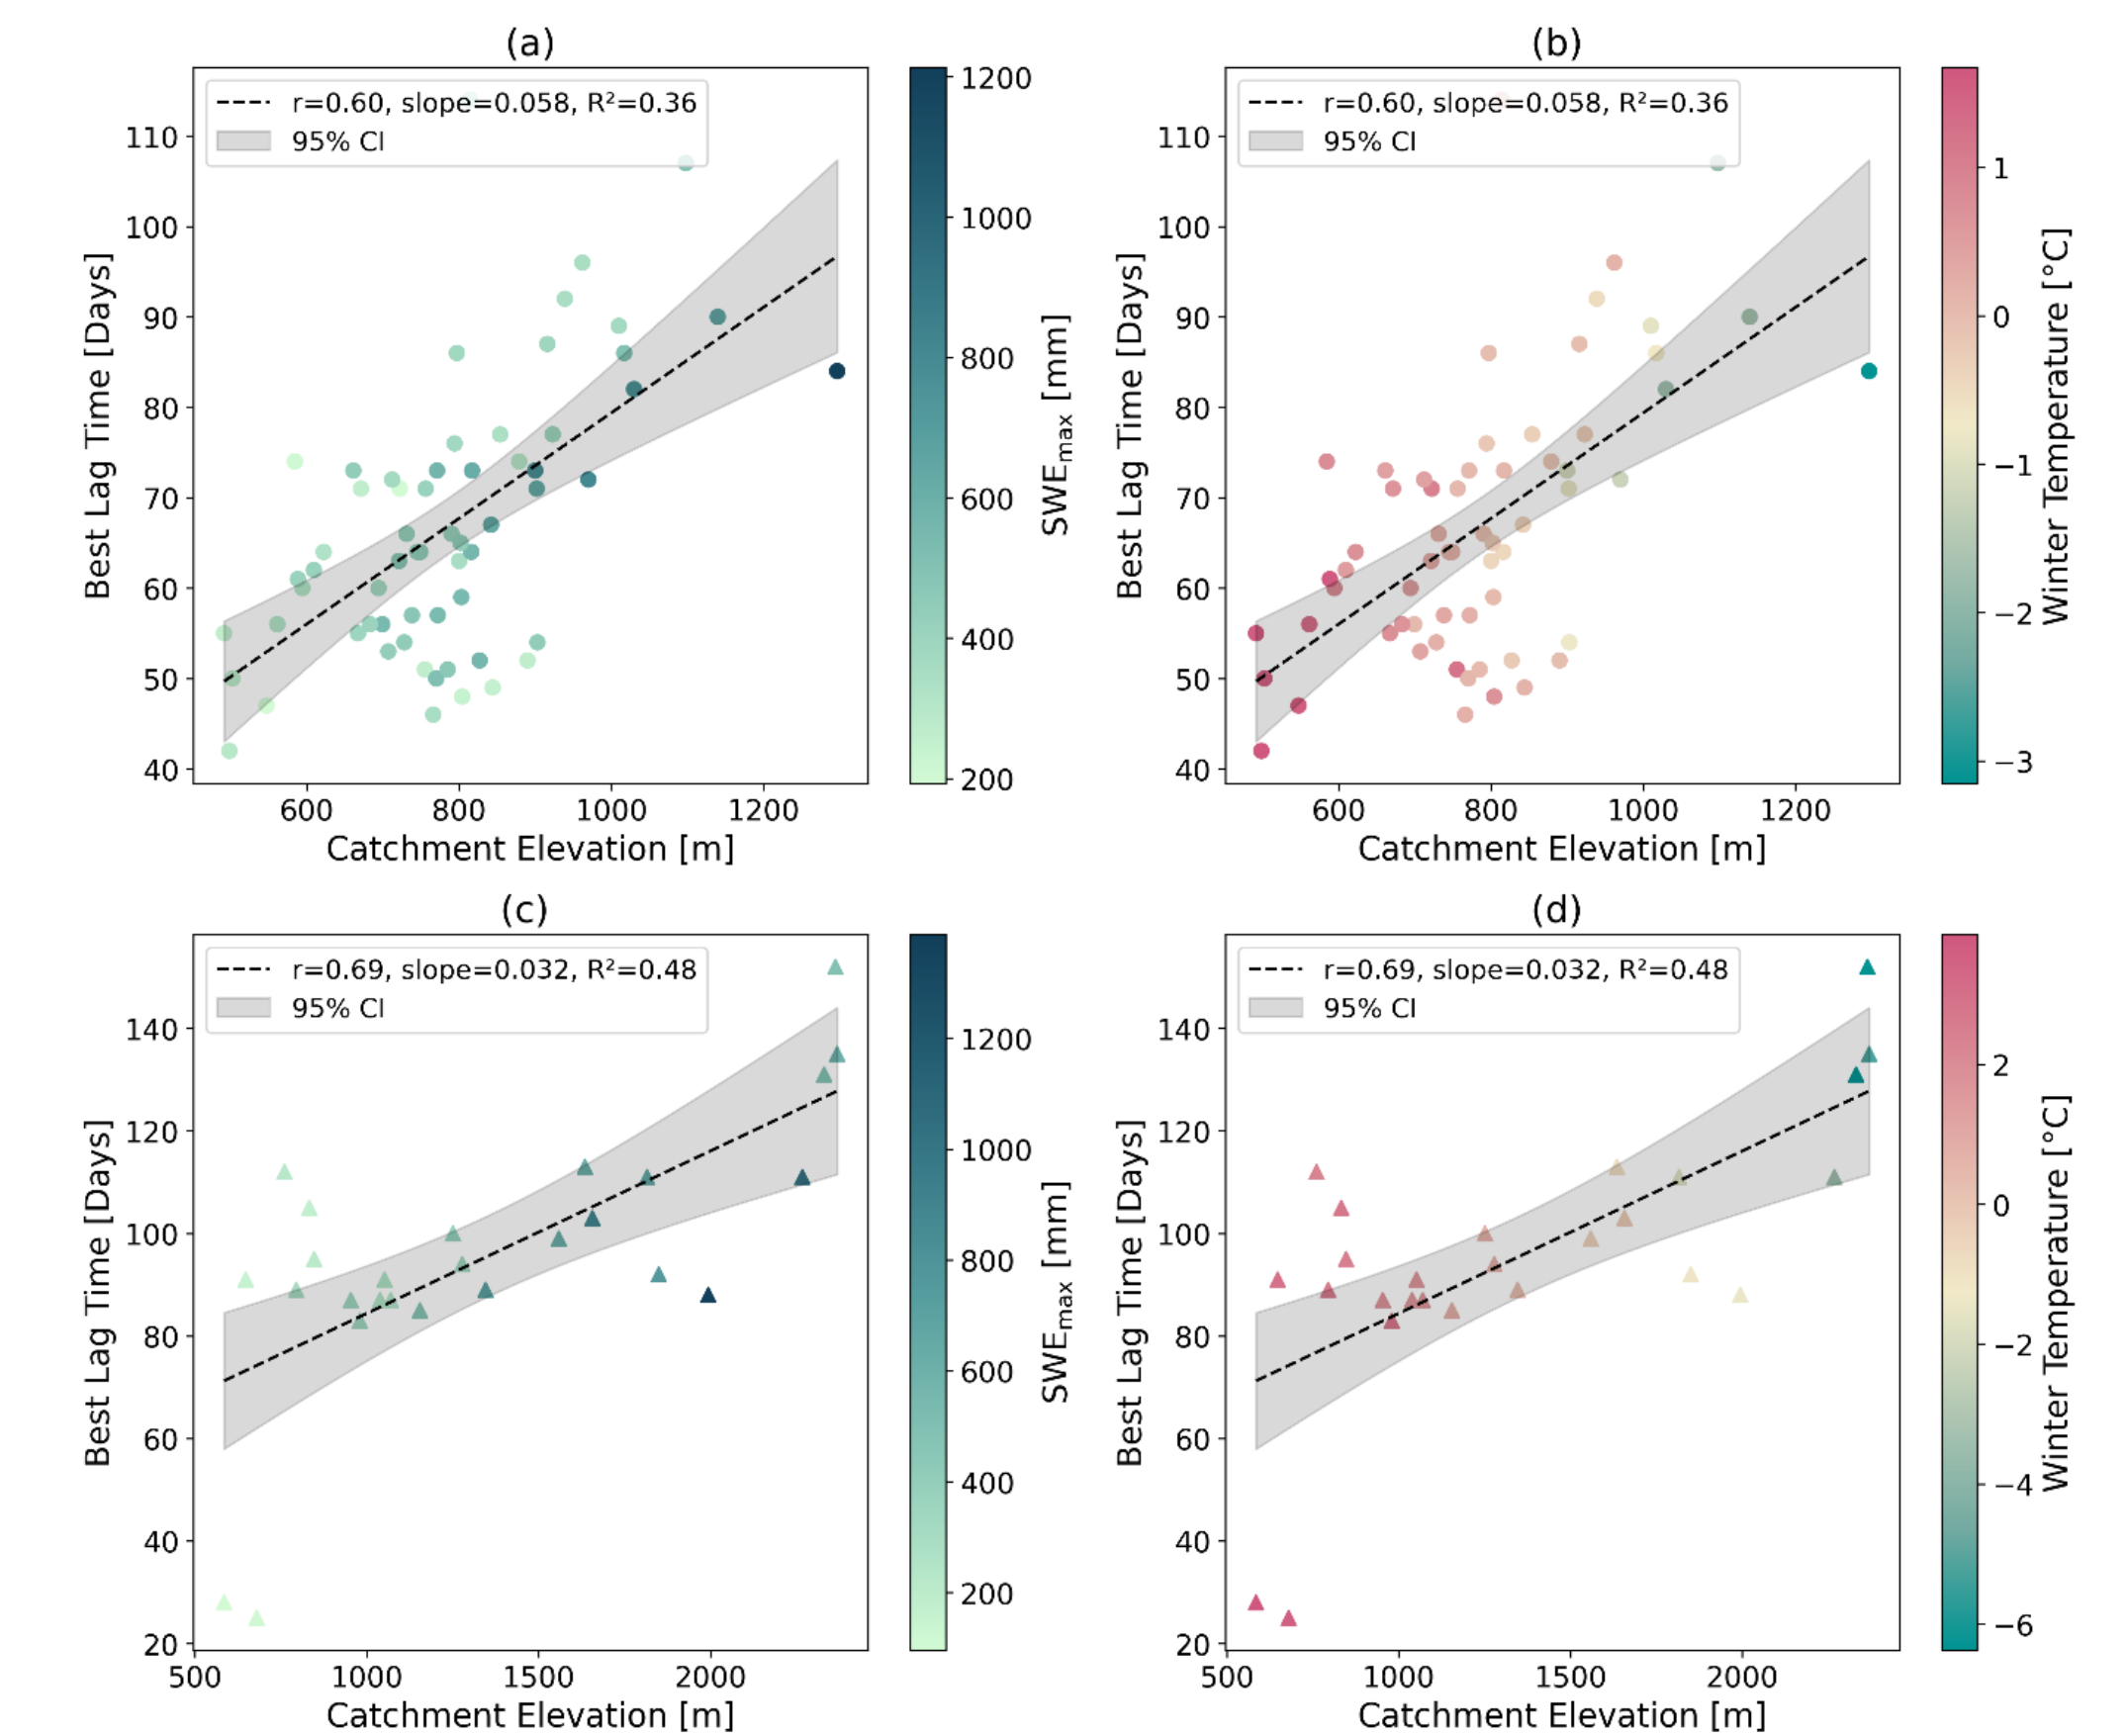 (a)
r=0.60, slope=0.058, R²=0.36
95% CI
Best Lag Time [Days]
110
100
90
80
70
60
50
40
600 800 1000 1200
Catchment Elevation [m]
1200
1000
800
600
400
200
SWEmax [mm]
(b)
r=0.60, slope=0.058, R²=0.36
95% CI
Best Lag Time [Days]
110
100
90
80
70
60
50
40
600 800 1000 1200
Catchment Elevation [m]
1
0
−1
−2
−3
Winter Temperature [°C]
(c)
r=0.69, slope=0.032, R²=0.48
95% CI
Best Lag Time [Days]
140
120
100
80
60
40
20
500 1000 1500 2000
Catchment Elevation [m]
1200
1000
800
600
400
200
SWEmax [mm]
(d)
r=0.69, slope=0.032, R²=0.48
95% CI
Best Lag Time [Days]
140
120
100
80
60
40
20
500 1000 1500 2000
Catchment Elevation [m]
2
0
−2
−4
−6
Winter Temperature [°C]